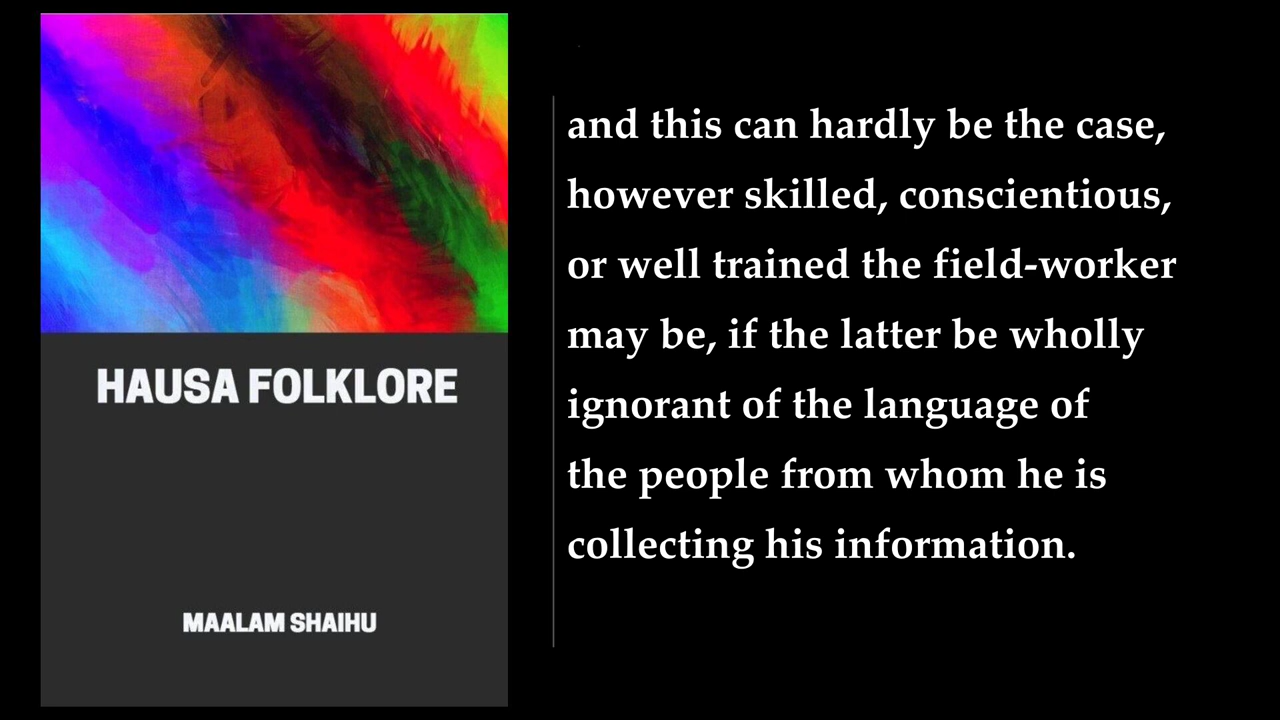 HAUSA FOLKLORE
MAALAM SHAIHU
and this can hardly be the case,
however skilled, conscientious,
or well trained the field-worker
may be, if the latter be wholly
ignorant of the language of
the people from whom he is
collecting his information.